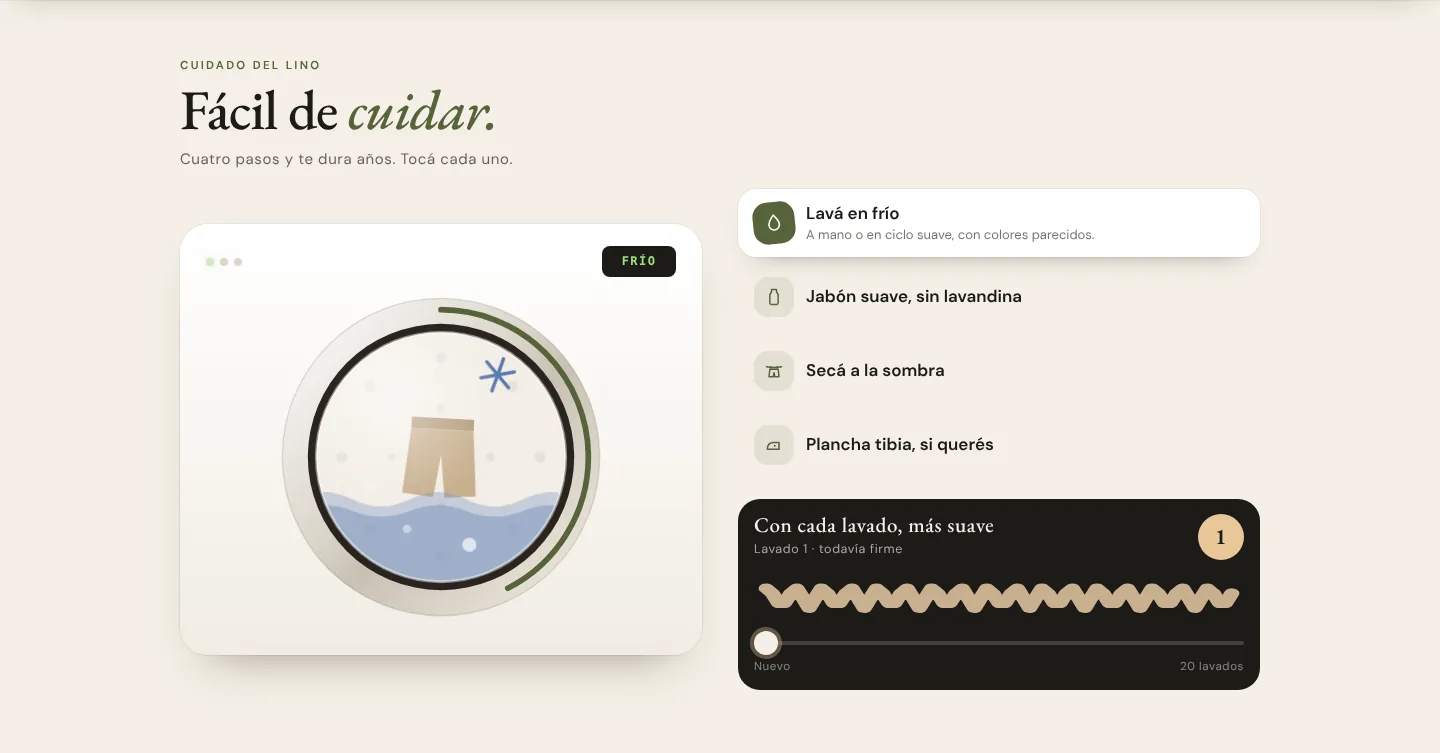 CUIDADO DEL LINO
Fácil de cuidar.
Cuatro pasos y te dura años. Tocá cada uno.
FRÍO
Lavá en frío
A mano o en ciclo suave, con colores parecidos.
Jabón suave, sin lavandina
Secá a la sombra
Plancha tibia, si querés
Con cada lavado, más suave
Lavado 1 · todavía firme
1
Nuevo
20 lavados